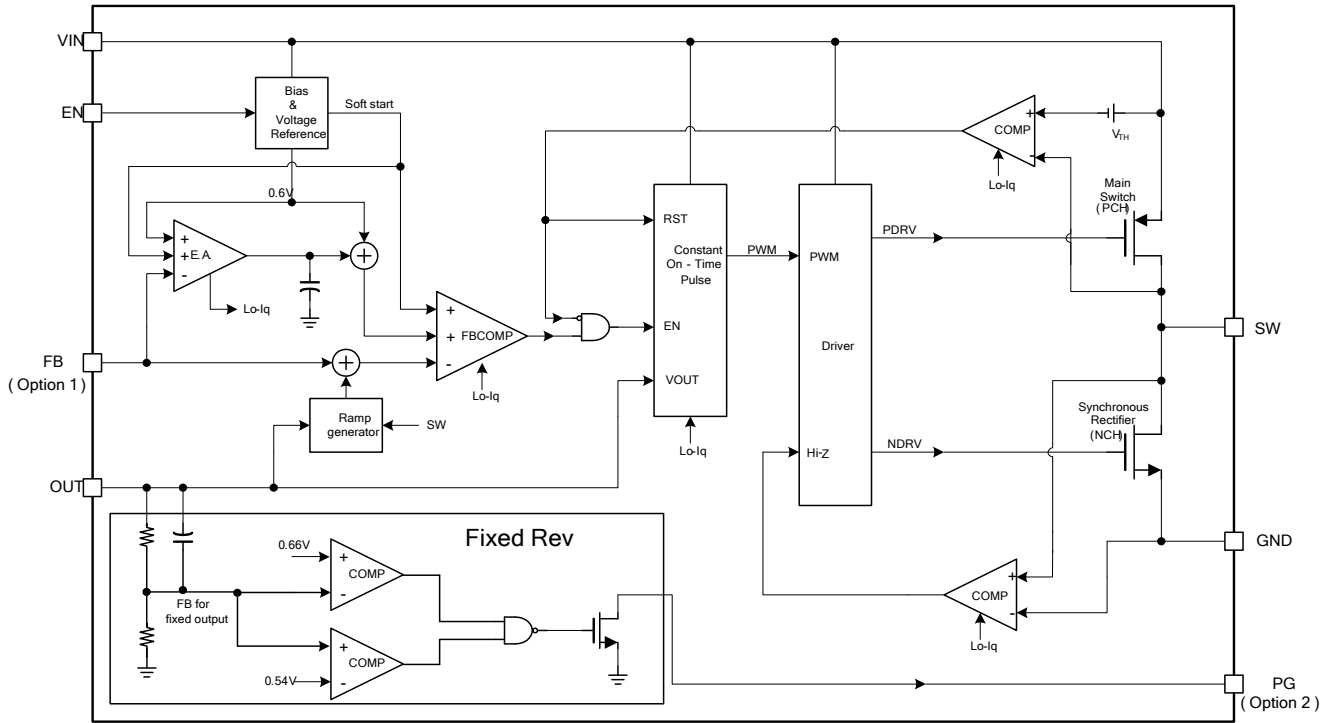 VIN
EN
Bias
&
Voltage
Reference
Soft start
0.6V
+
+
-
E.A.
Lo-Iq
+
+
+
-
FBCOMP
Lo-Iq
FB
( Option 1 )
+
Ramp
generator
SW
OUT
RST
EN
VOUT
Constant
On - Time
Pulse
Lo-Iq
PWM
PWM
Hi-Z
Driver
PDRV
NDRV
+
-
COMP
Lo-Iq
VTH
Main
Switch
( PCH )
SW
Synchronous
Rectifier
(NCH)
GND
+
-
COMP
Lo-Iq
Fixed Rev
0.66V
+
-
COMP
FB for
fixed output
+
-
COMP
0.54V
PG
( Option 2 )